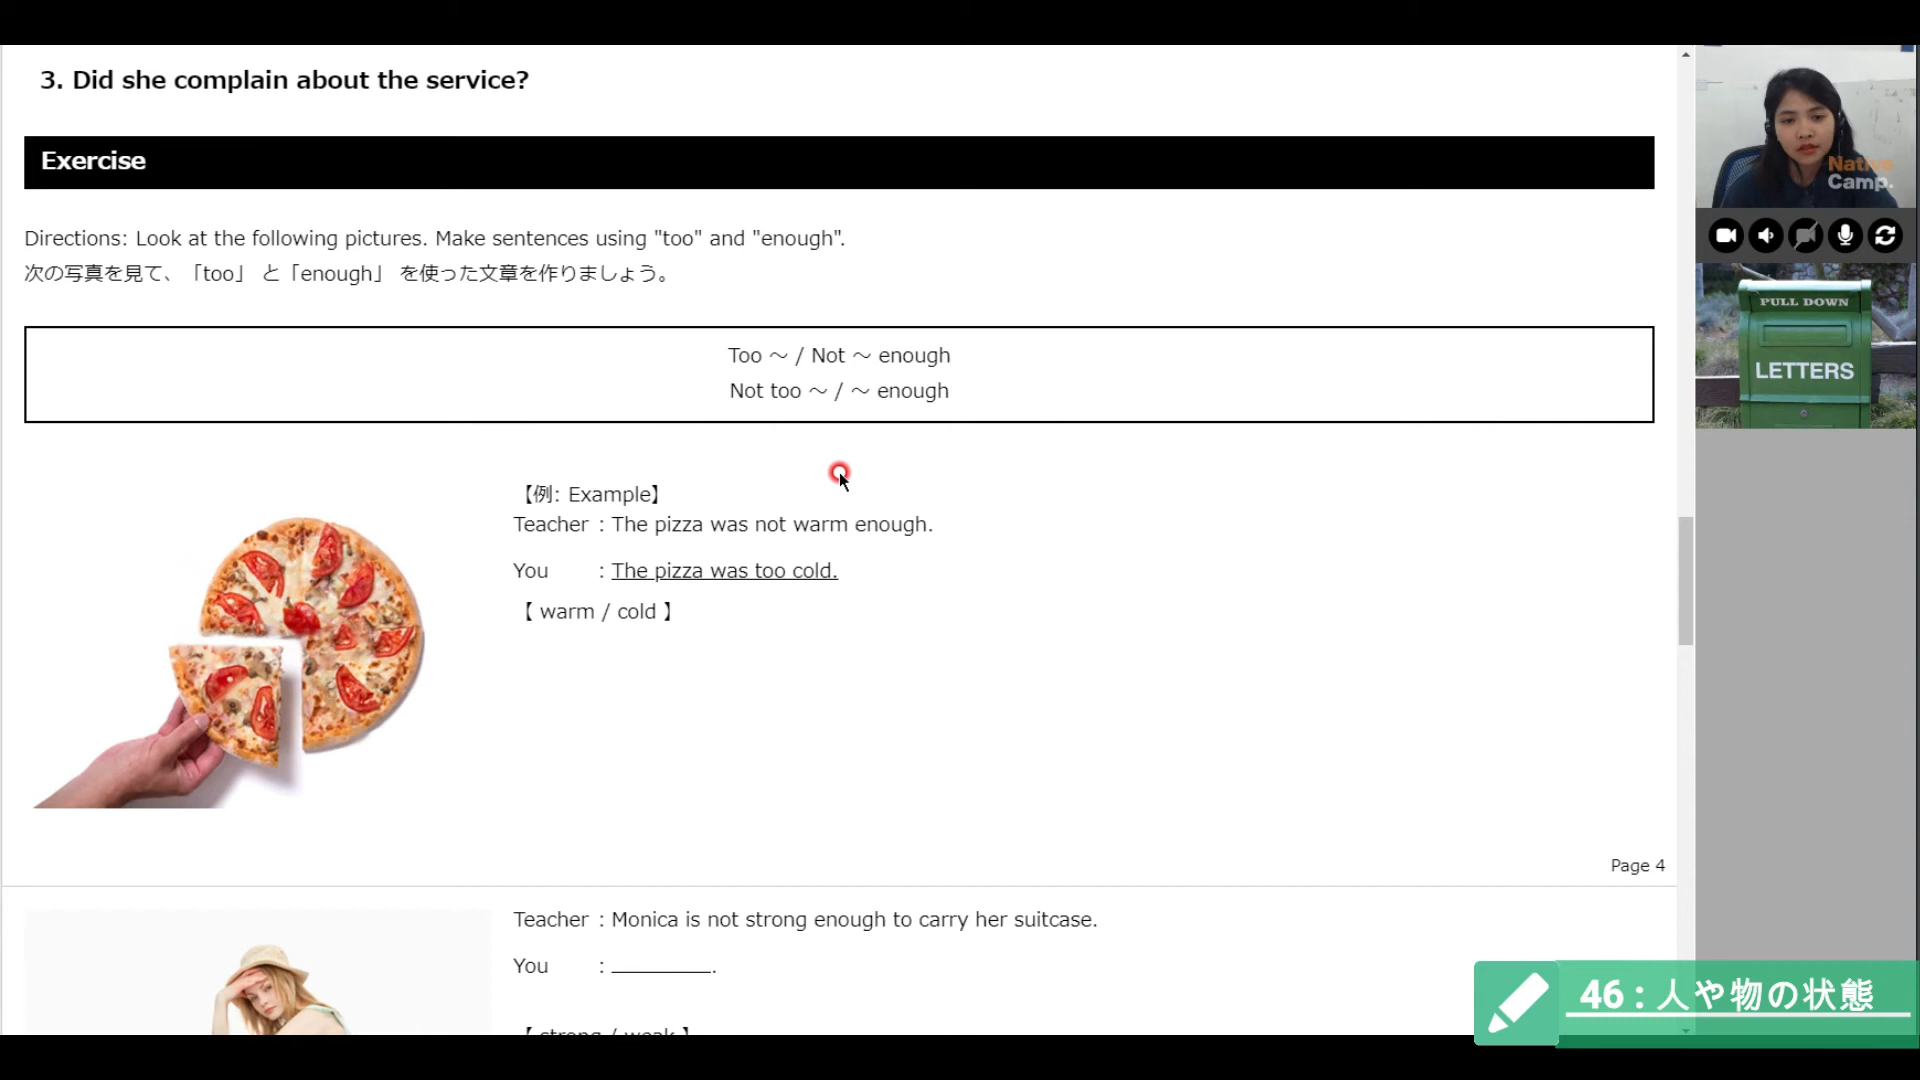 3. Did she complain about the service?
Exercise
Directions: Look at the following pictures. Make sentences using "too" and "enough".
次の写真を見て、「too」 と「enough」 を使った文章を作りましょう。
Too ～ / Not ～ enough
Not too ～ / ～ enough
【例: Example】
Teacher : The pizza was not warm enough.
You : The pizza was too cold.
【 warm / cold 】
Page 4
Teacher : Monica is not strong enough to carry her suitcase.
You : __________.
【 strong / weak 】
Native
Camp.
PULL DOWN
LETTERS
46 : 人や物の状態